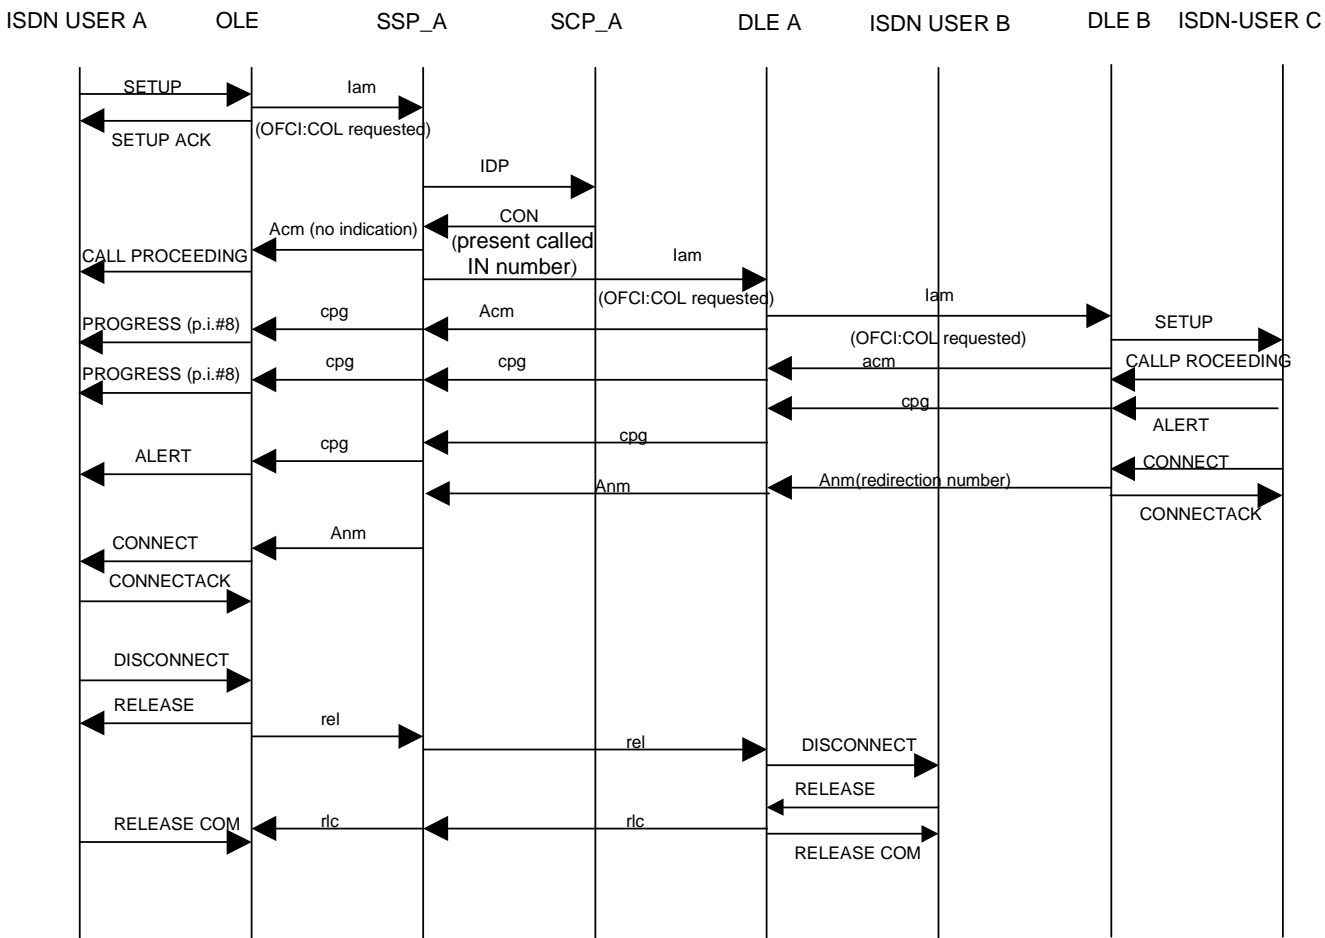 ISDN USER A OLE SSP_A SCP_A DLE A ISDN USER B DLE B ISDN-USER C
SETUP Iam
(OFCI:COL requested)
SETUP ACK
IDP
CON
Acm (no indication)
(present called
IN number)
CALL PROCEEDING
Iam
(OFCI:COL requested)
Iam
cpg Acm
PROGRESS (p.i.#8)
SETUP
(OFCI:COL requested)
cpg cpg acm CALLP ROCEEDING
PROGRESS (p.i.#8)
cpg
ALERT
cpg
cpg
ALERT
CONNECT
Anm(redirection number)
Anm
CONNECTACK
Anm
CONNECT
CONNECTACK
DISCONNECT
RELEASE
rel
rel DISCONNECT
RELEASE
RELEASE COM rlc rlc
RELEASE COM